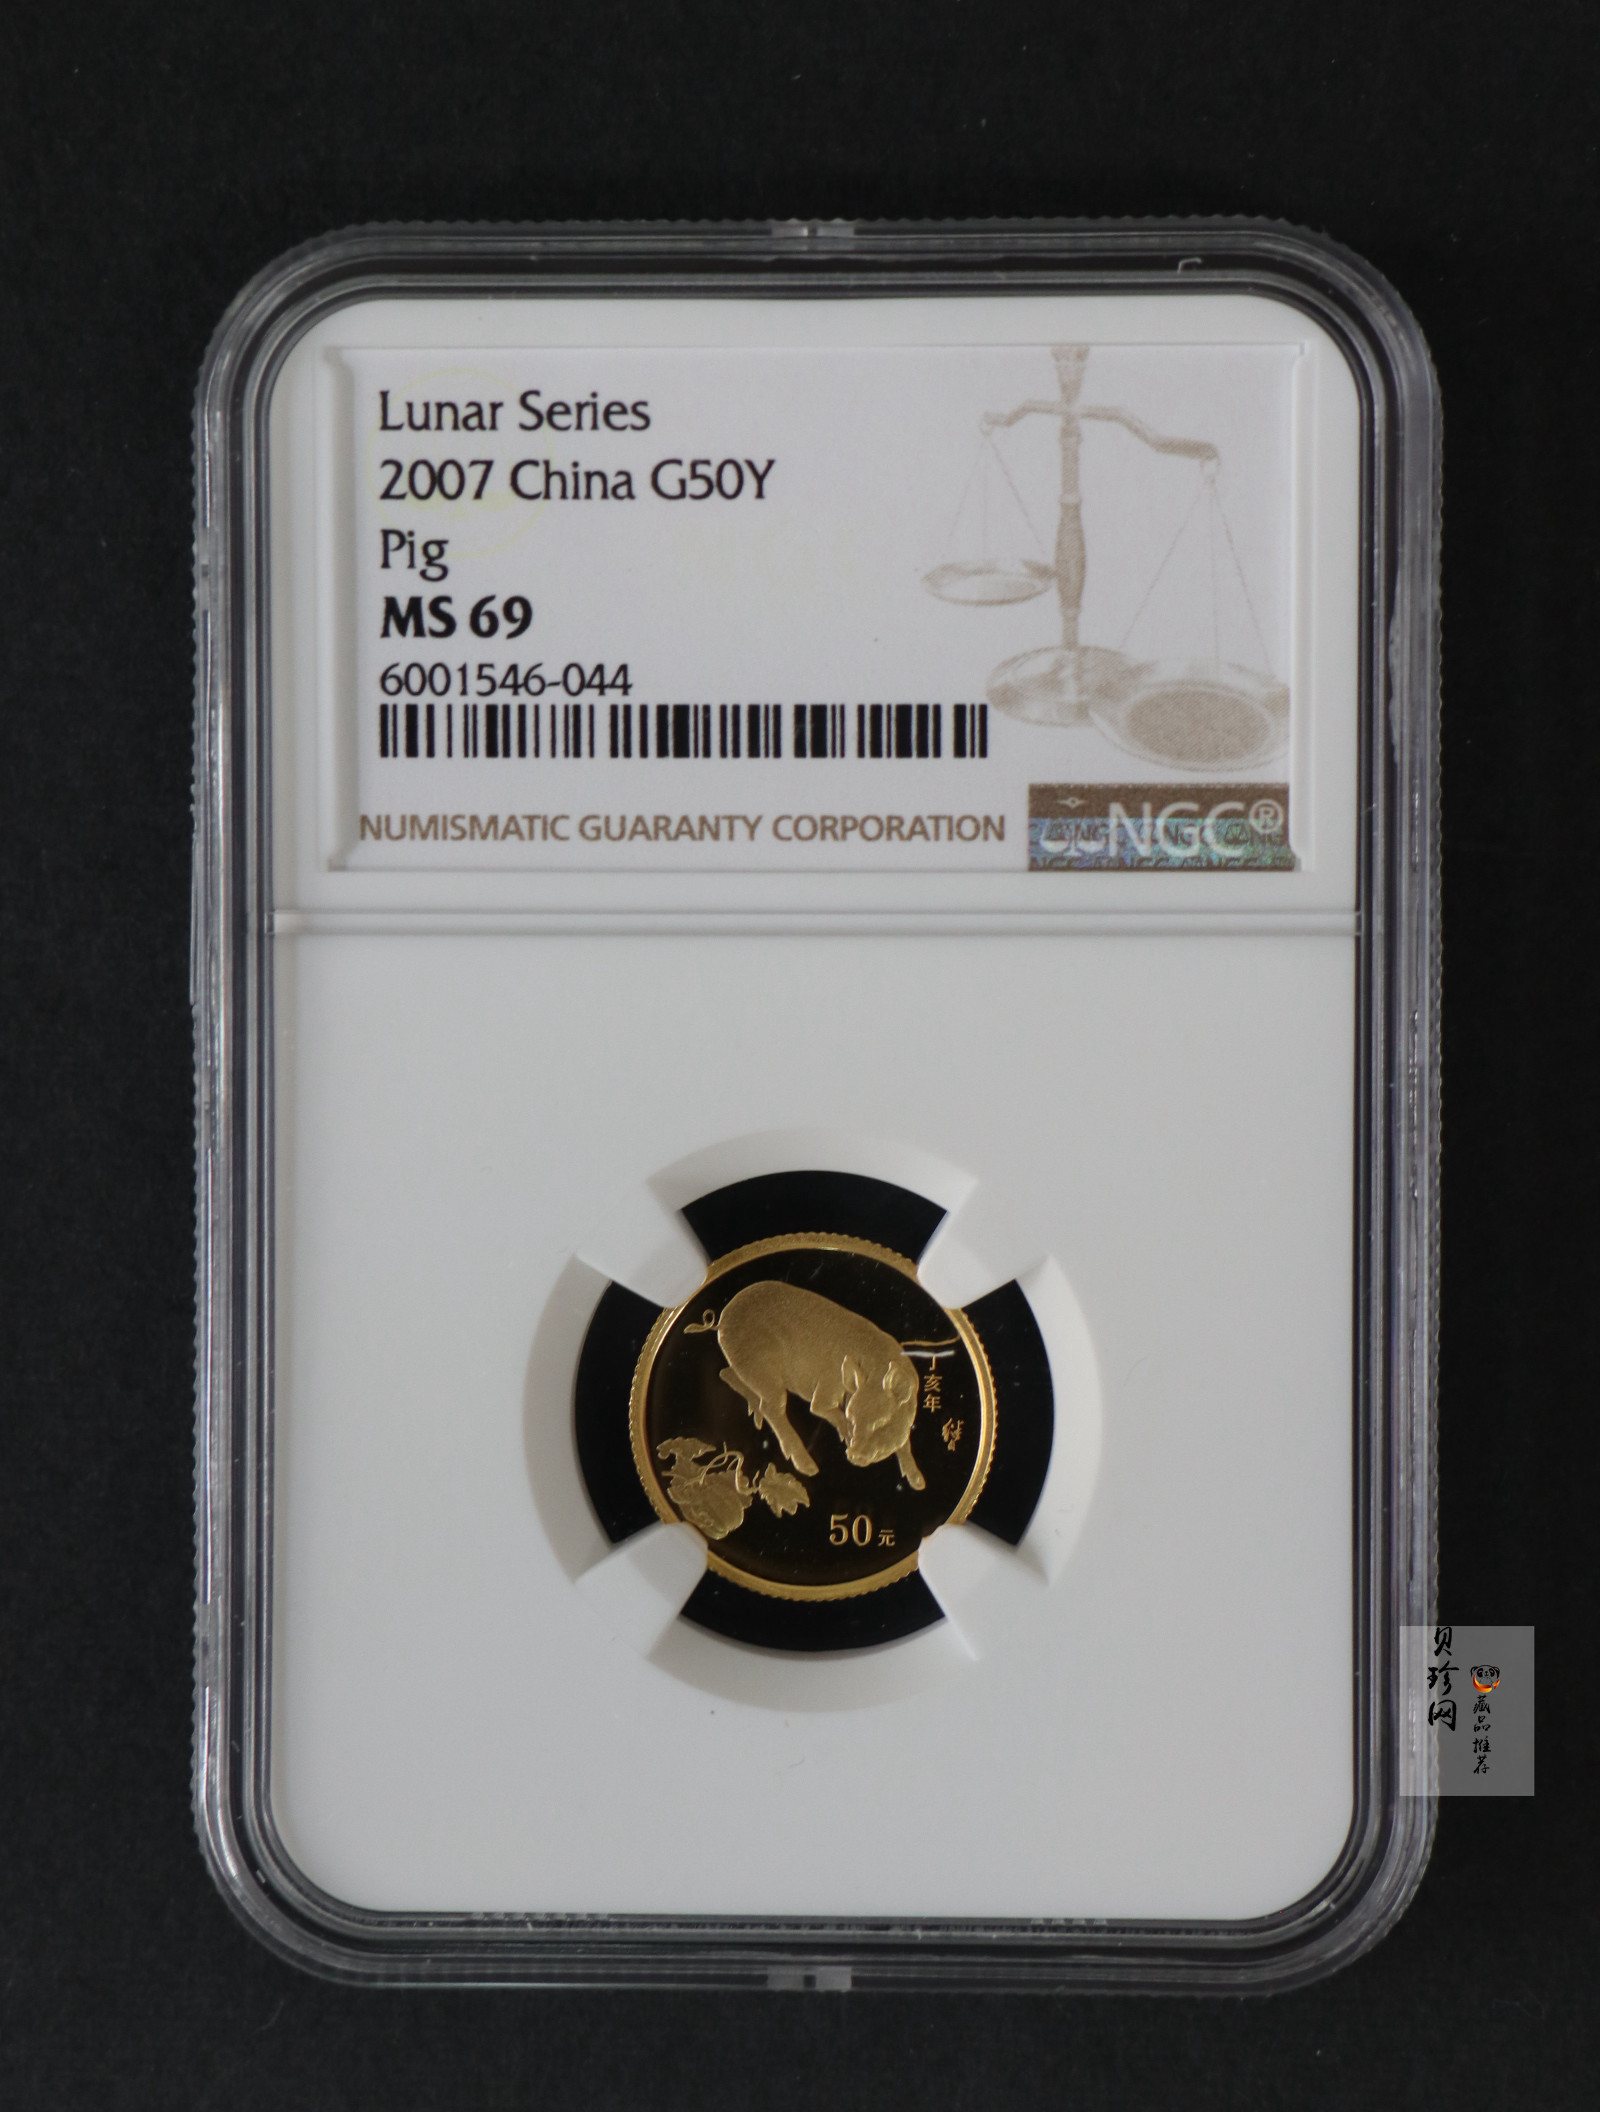 Lunar Series
2007 China G50Y
Pig
MS 69
6001546-044
NUMISMATIC GUARANTY CORPORATION
NGC®
丁亥年
50元
贝珍网
藏品推荐